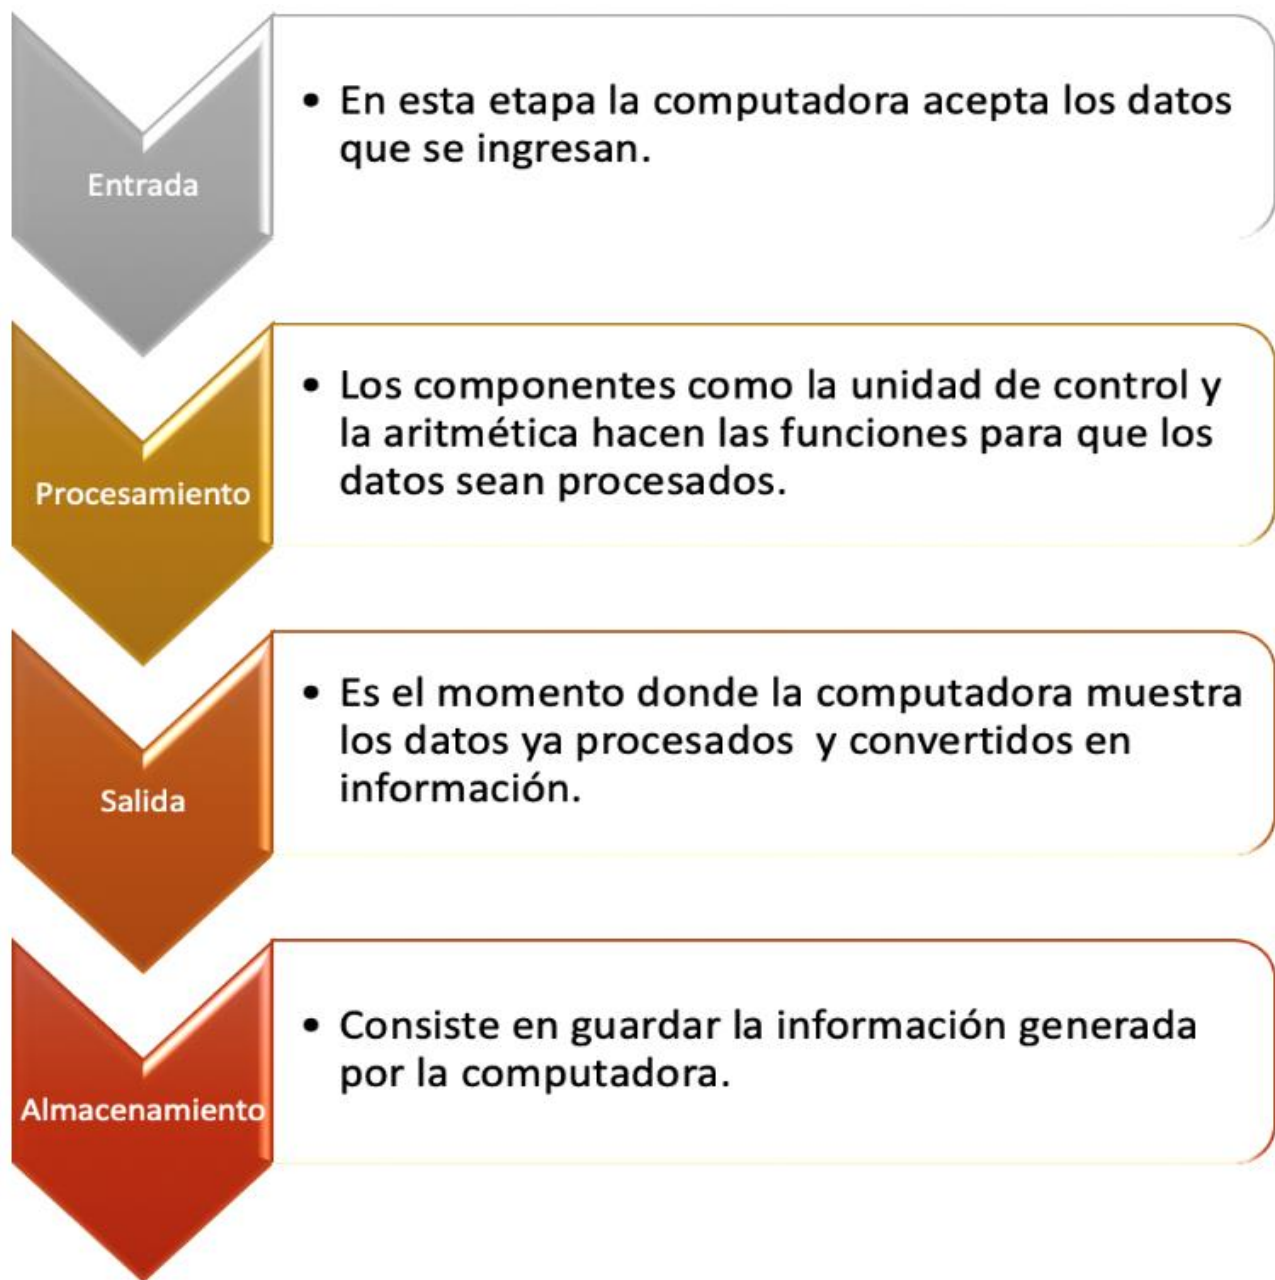 Entrada
• En esta etapa la computadora acepta los datos
que se ingresan.
Procesamiento
• Los componentes como la unidad de control y
la aritmética hacen las funciones para que los
datos sean procesados.
Salida
• Es el momento donde la computadora muestra
los datos ya procesados  y convertidos en
información.
Almacenamiento
• Consiste en guardar la información generada
por la computadora.